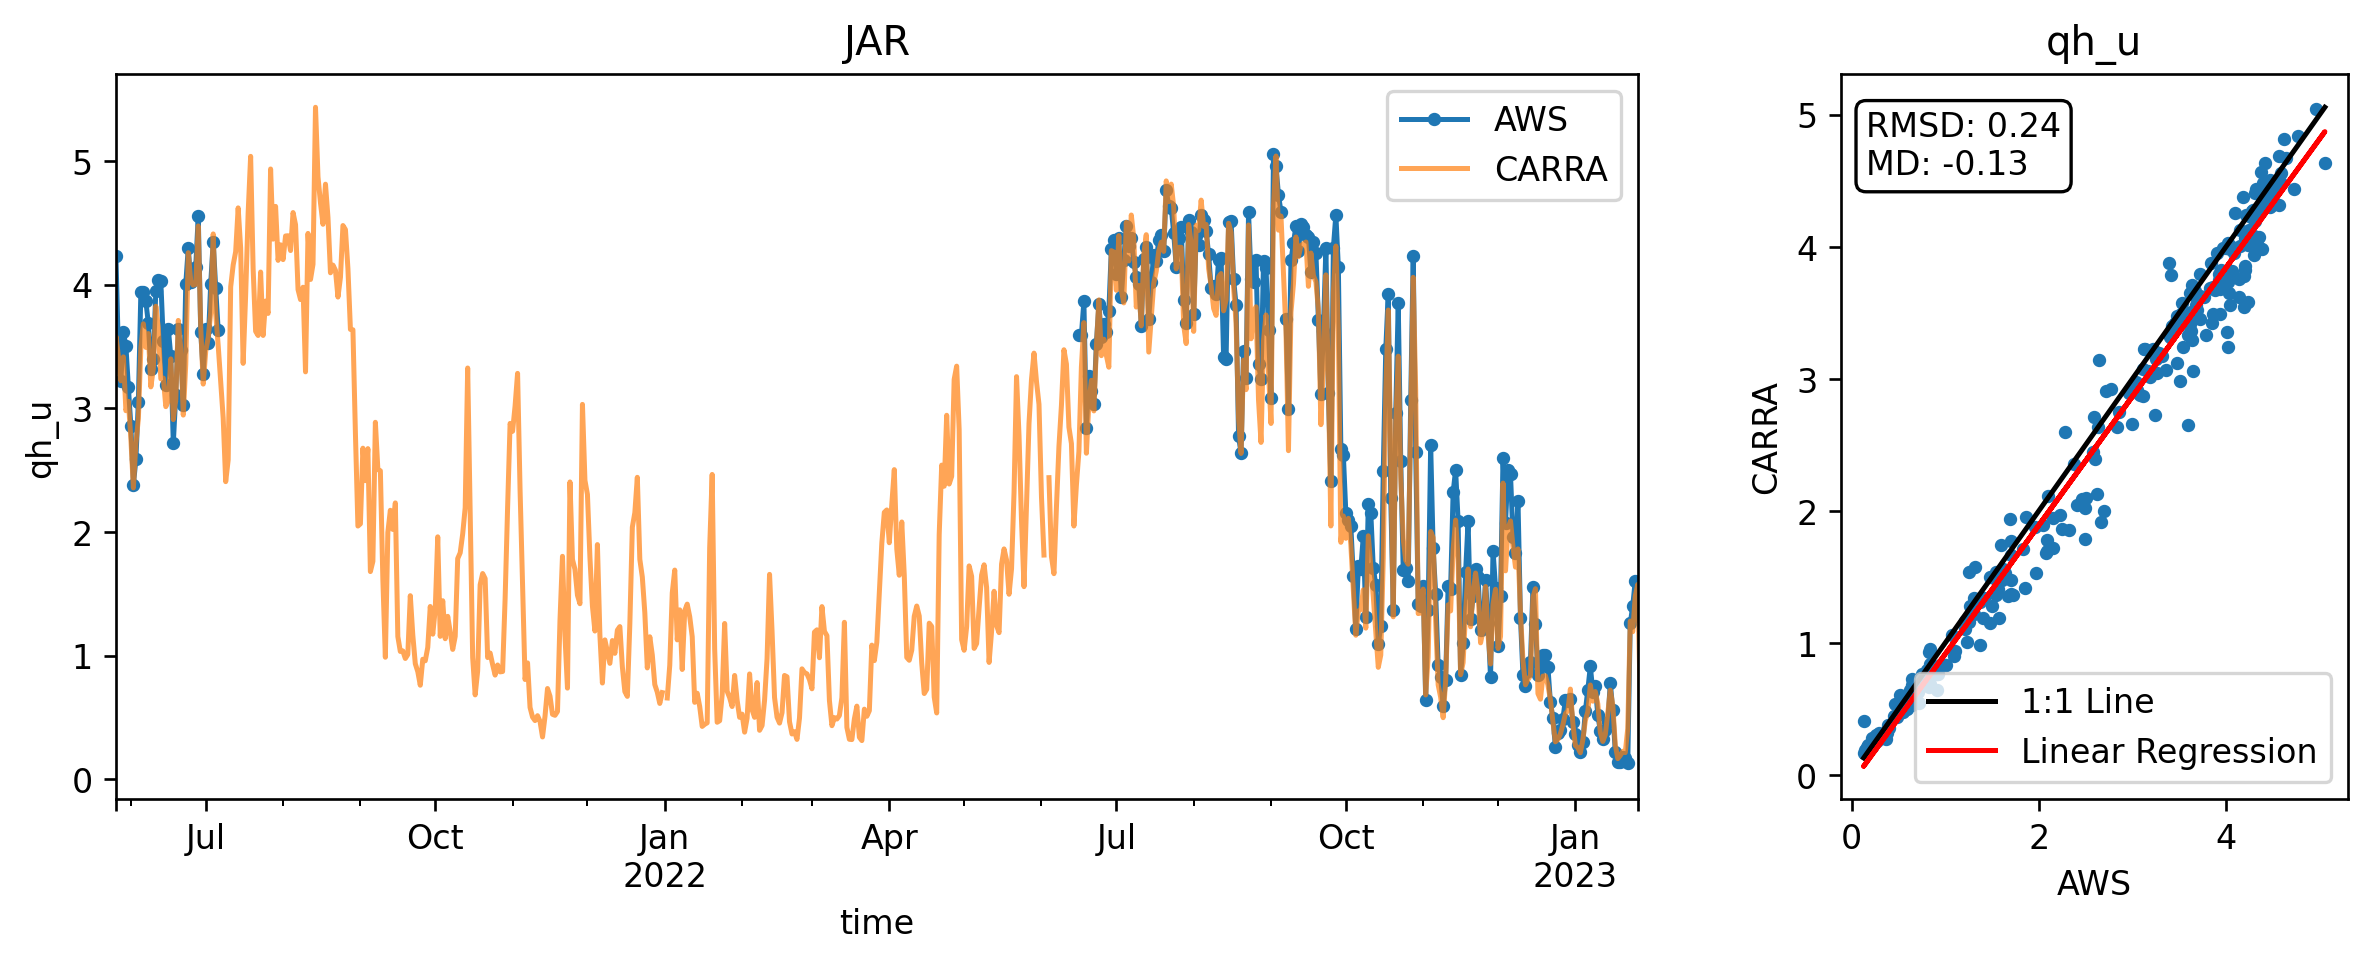 JAR
qh_u
5
4
3
2
1
0
AWS
CARRA
Jul
Oct
Jan
2022
Apr
Jul
Oct
Jan
2023
time
qh_u
CARRA
5
4
3
2
1
0
RMSD: 0.24
MD: -0.13
1:1 Line
Linear Regression
0
2
4
AWS